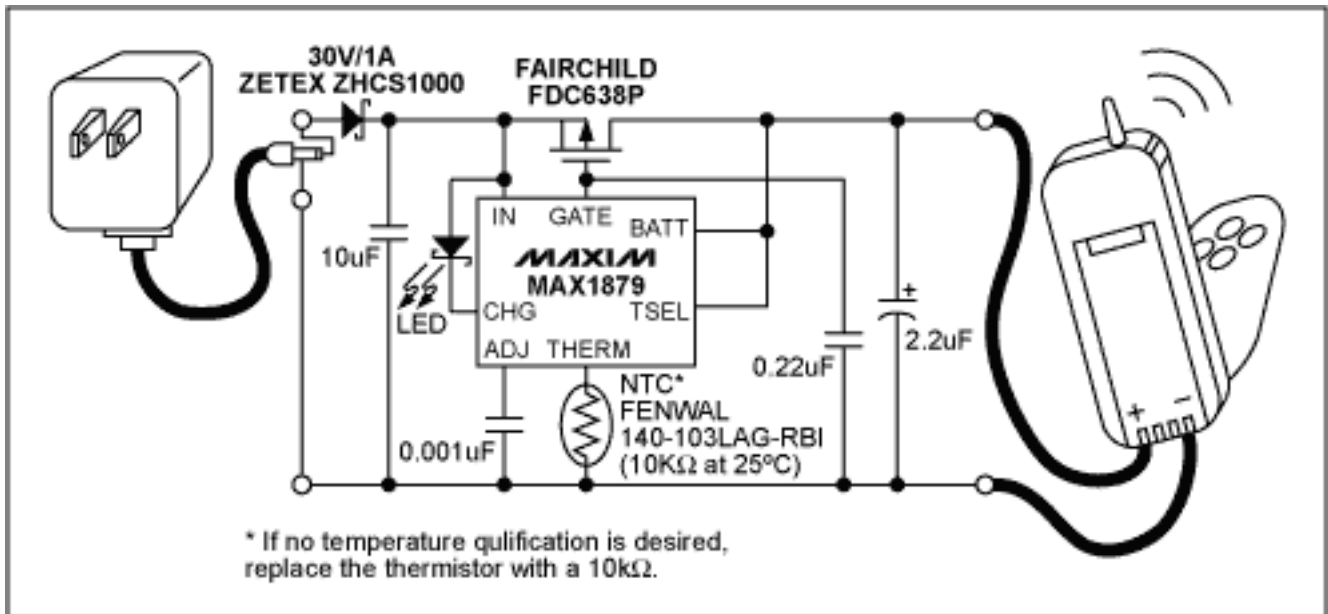 30V/1A
ZETEX ZHCS1000
FAIRCHILD
FDC638P
IN
GATE
BATT
MAXIM
MAX1879
10uF
CHG
TSEL
LED
ADJ
THERM
+
2.2uF
0.22uF
NTC*
FENWAL
140-103LAG-RBI
(10KΩ at 25ºC)
0.001uF
+
−
* If no temperature qulification is desired,
replace the thermistor with a 10kΩ.